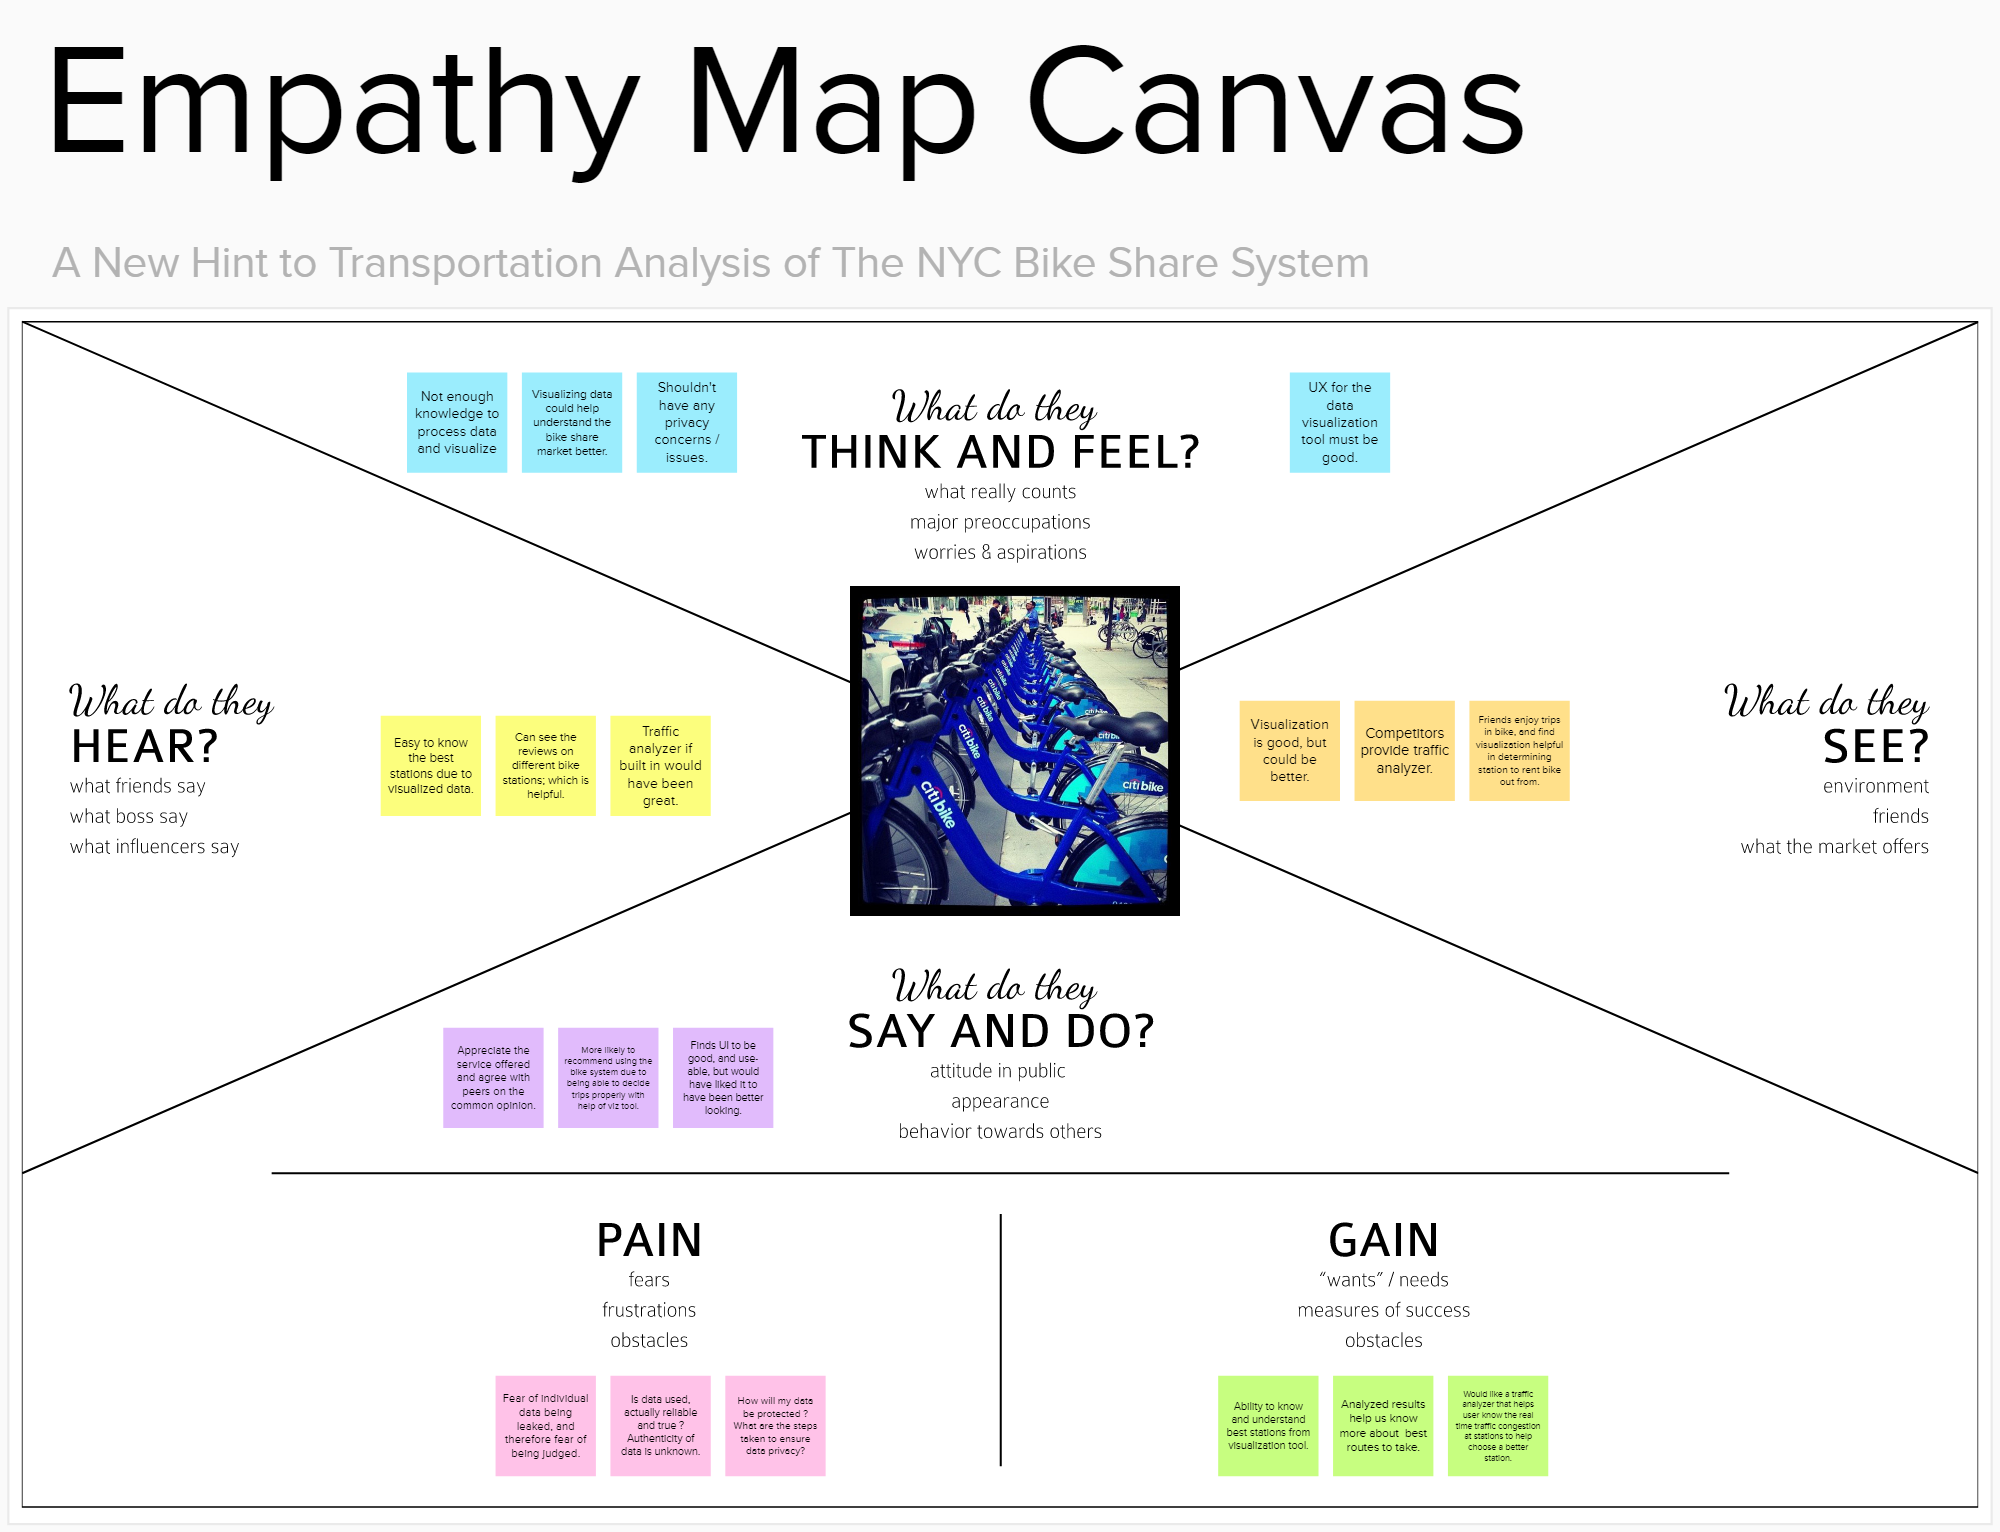 Empathy Map Canvas
A New Hint to Transportation Analysis of The NYC Bike Share System
Not enough
knowledge to
process data
and visualize
Visualizing data
could help
understand the
bike share
market better.
Shouldn't
have any
privacy
concerns /
issues.
What do they
THINK AND FEEL?
what really counts
major preoccupations
worries & aspirations
UX for the
data
visualization
tool must be
good.
What do they
HEAR?
what friends say
what boss say
what influencers say
Easy to know
the best
stations due to
visualized data.
Can see the
reviews on
different bike
stations; which is
helpful.
Traffic
analyzer if
built in would
have been
great.
citibike
citibike
citibike
citibike
citibike
Visualization
is good, but
could be
better.
Competitors
provide traffic
analyzer.
Friends enjoy trips
in bike, and find
visualization helpful
in determining
station to rent bike
out from.
What do they
SEE?
environment
friends
what the market offers
Appreciate the
service offered
and agree with
peers on the
common opinion.
More likely to
recommend using the
bike system due to
being able to decide
trips properly with
help of viz tool.
Finds UI to be
good, and use-
able, but would
have liked it to
have been better
looking.
What do they
SAY AND DO?
attitude in public
appearance
behavior towards others
PAIN
fears
frustrations
obstacles
Fear of individual
data being
leaked, and
therefore fear of
being judged.
Is data used,
actually reliable
and true ?
Authenticity of
data is unknown.
How will my data
be protected ?
What are the steps
taken to ensure
data privacy?
GAIN
“wants” / needs
measures of success
obstacles
Ability to know
and understand
best stations from
visualization tool.
Analyzed results
help us know
more about best
routes to take.
Would like a traffic
analyzer that helps
user know the real
time traffic congestion
at stations to help
choose a better
station.